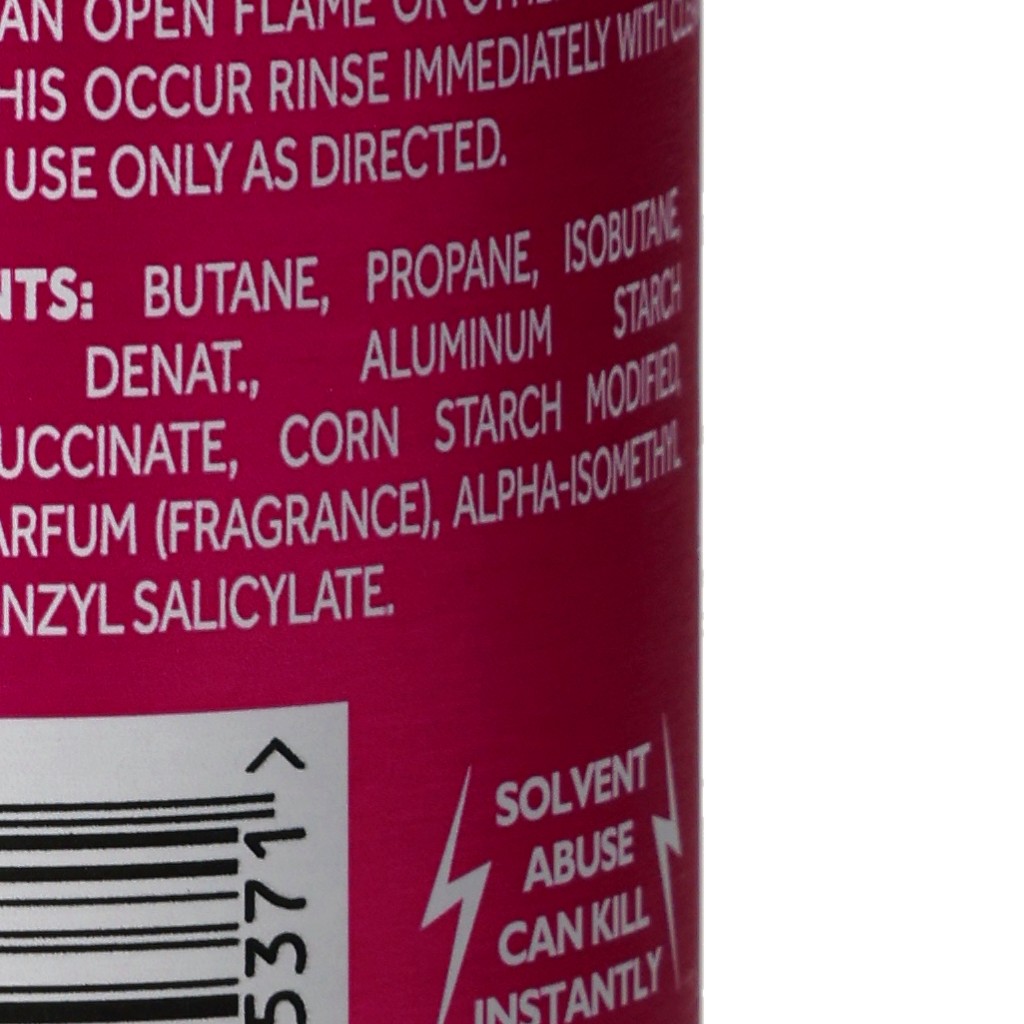 AN OPEN FLAME OR
HIS OCCUR RINSE IMMEDIATELY WITH
USE ONLY AS DIRECTED.
NTS: BUTANE, PROPANE, ISOBUTANE,
DENAT., ALUMINUM STARCH
UCCINATE, CORN STARCH MODIFIED,
ARFUM (FRAGRANCE), ALPHA-ISOMETHYL
NZYL SALICYLATE.
5371>
SOLVENT
ABUSE
CAN KILL
INSTANTLY